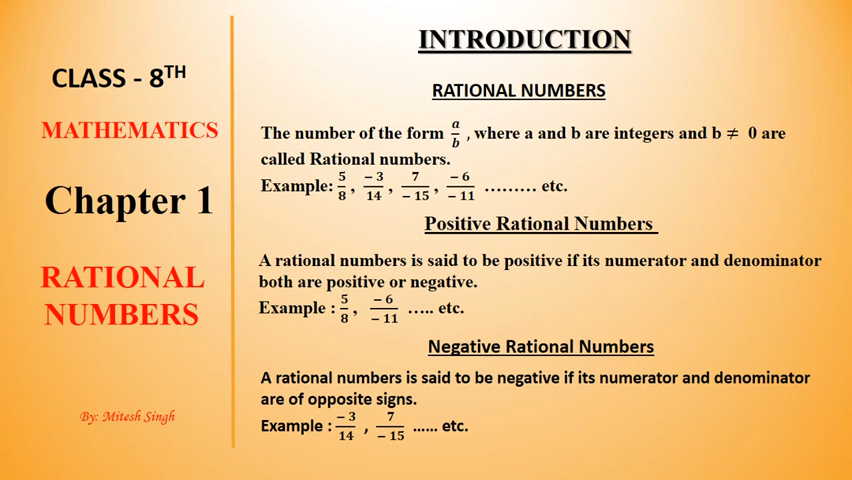 CLASS - 8TH
MATHEMATICS
Chapter 1
RATIONAL
NUMBERS
By: Mitesh Singh
INTRODUCTION
RATIONAL NUMBERS
The number of the form a/b , where a and b are integers and b ≠ 0 are
called Rational numbers.
Example: 5/8 , −3/14 , 7/−15 , −6/−11 ……… etc.
Positive Rational Numbers
A rational numbers is said to be positive if its numerator and denominator
both are positive or negative.
Example : 5/8 , −6/−11 ….. etc.
Negative Rational Numbers
A rational numbers is said to be negative if its numerator and denominator
are of opposite signs.
Example : −3/14 , 7/−15 …… etc.